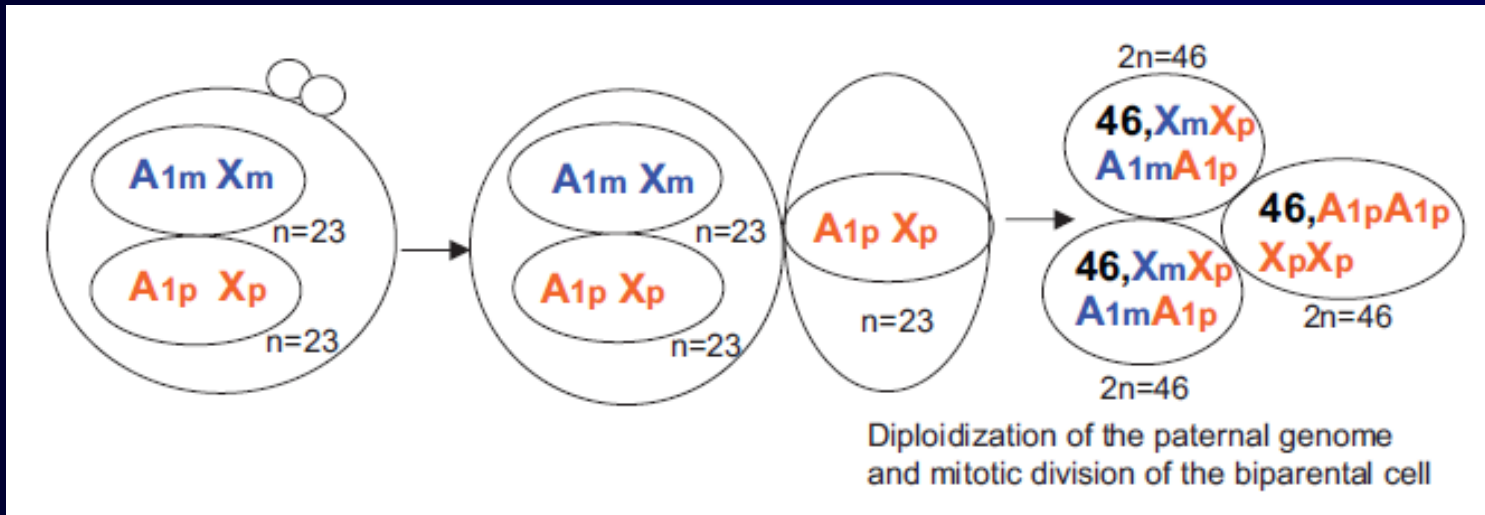 A1m Xm
n=23
A1p Xp
n=23
A1m Xm
n=23
A1p Xp
n=23
A1p Xp
n=23
2n=46
46,XmXp
A1mA1p
46,XmXp
A1mA1p
2n=46
46,A1pA1p
XpXp
2n=46
Diploidization of the paternal genome
and mitotic division of the biparental cell